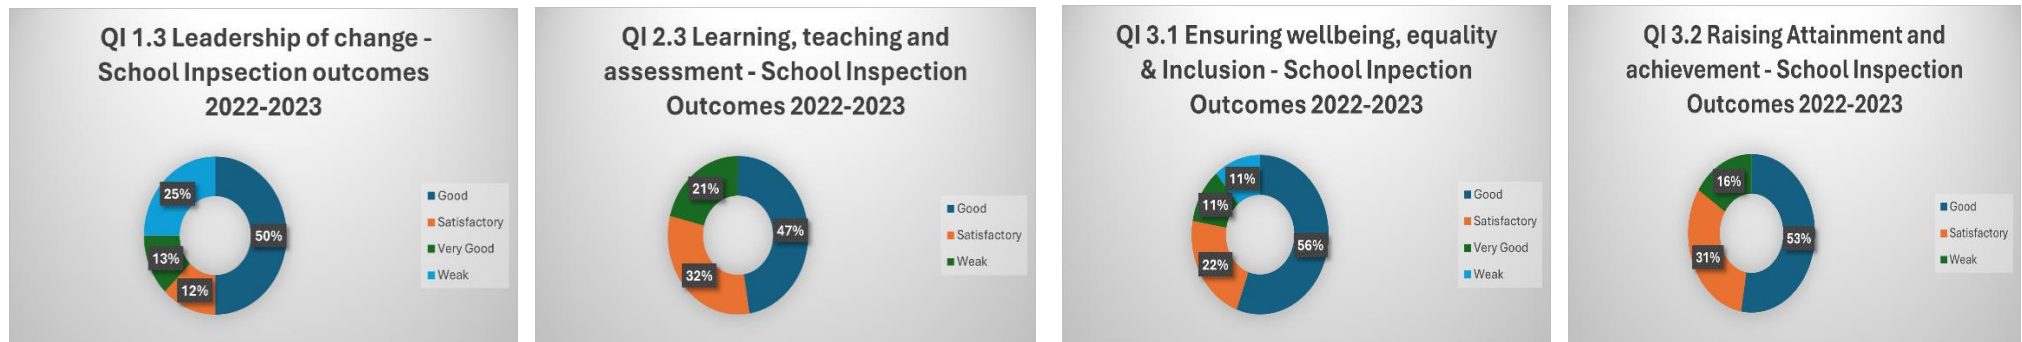 QI 1.3 Leadership of change -
School Inpsection outcomes
2022-2023
25%
50%
13%
12%
Good
Satisfactory
Very Good
Weak
QI 2.3 Learning, teaching and
assessment - School Inspection
Outcomes 2022-2023
21%
47%
32%
Good
Satisfactory
Weak
QI 3.1 Ensuring wellbeing, equality
& Inclusion - School Inpection
Outcomes 2022-2023
11%
11%
56%
22%
Good
Satisfactory
Very Good
Weak
QI 3.2 Raising Attainment and
achievement - School Inspection
Outcomes 2022-2023
16%
53%
31%
Good
Satisfactory
Weak